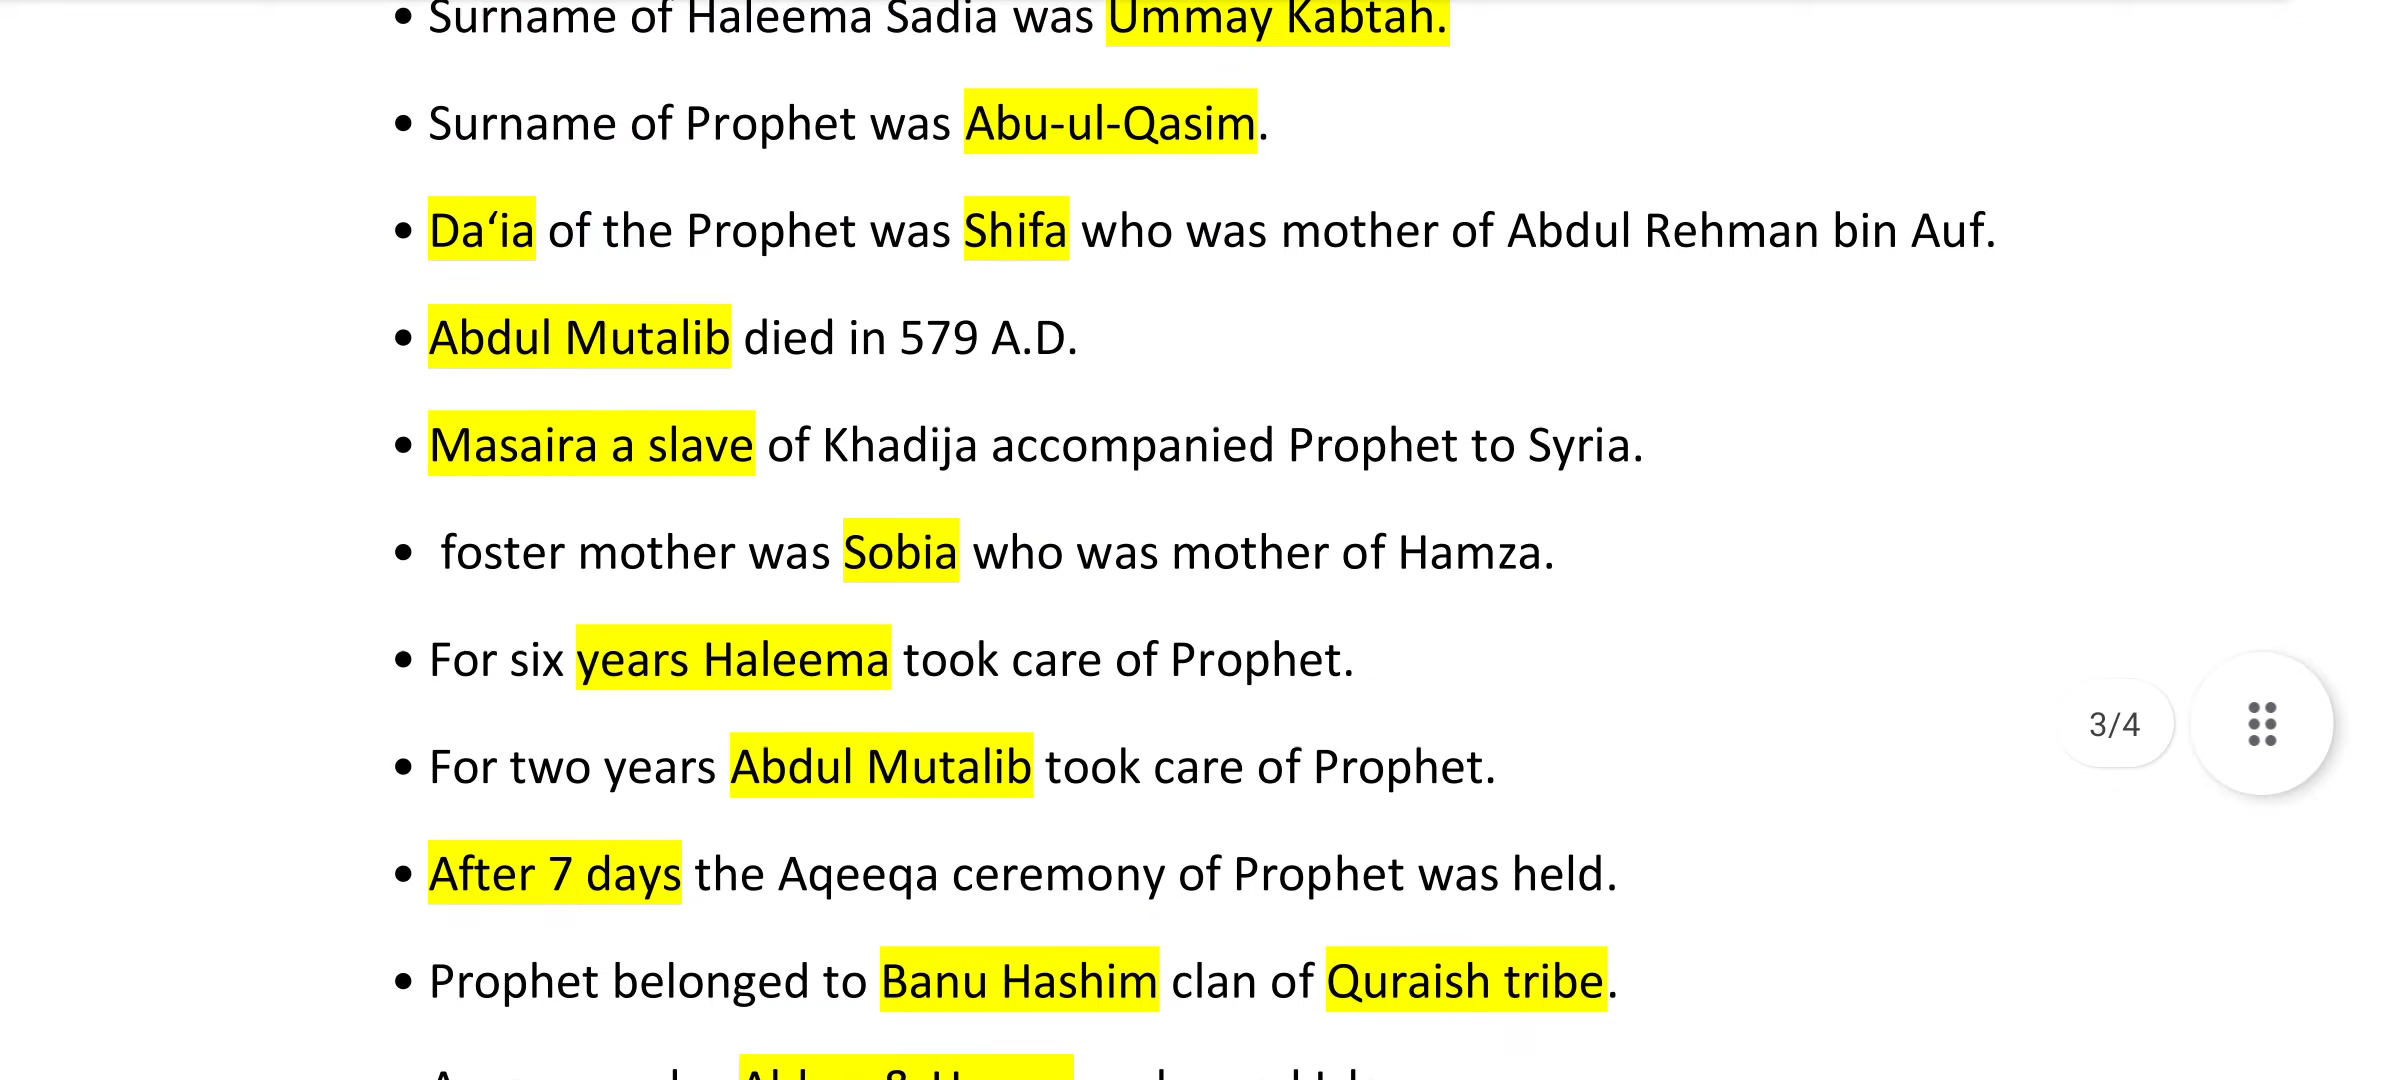 • Surname of Haleema Sadia was Ummay Kabtah.
• Surname of Prophet was Abu-ul-Qasim.
• Da‘ia of the Prophet was Shifa who was mother of Abdul Rehman bin Auf.
• Abdul Mutalib died in 579 A.D.
• Masaira a slave of Khadija accompanied Prophet to Syria.
• foster mother was Sobia who was mother of Hamza.
• For six years Haleema took care of Prophet.
• For two years Abdul Mutalib took care of Prophet.
3/4
• After 7 days the Aqeeqa ceremony of Prophet was held.
• Prophet belonged to Banu Hashim clan of Quraish tribe.